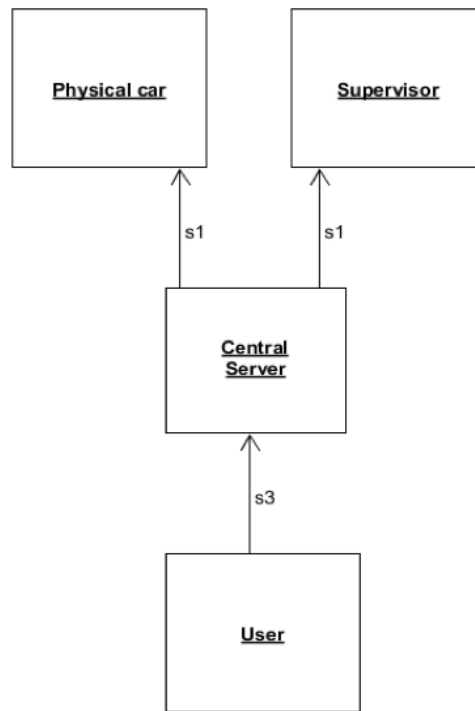 Physical car
Supervisor
s1
s1
Central
Server
s3
User